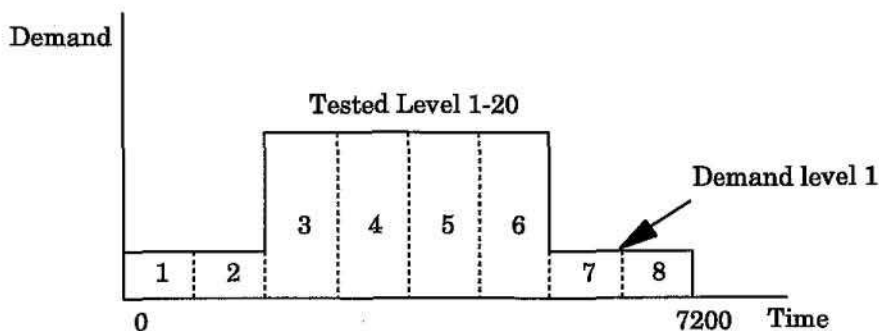 Demand
Tested Level 1-20
Demand level 1
3 4 5 6
1 2 7 8
0 7200 Time